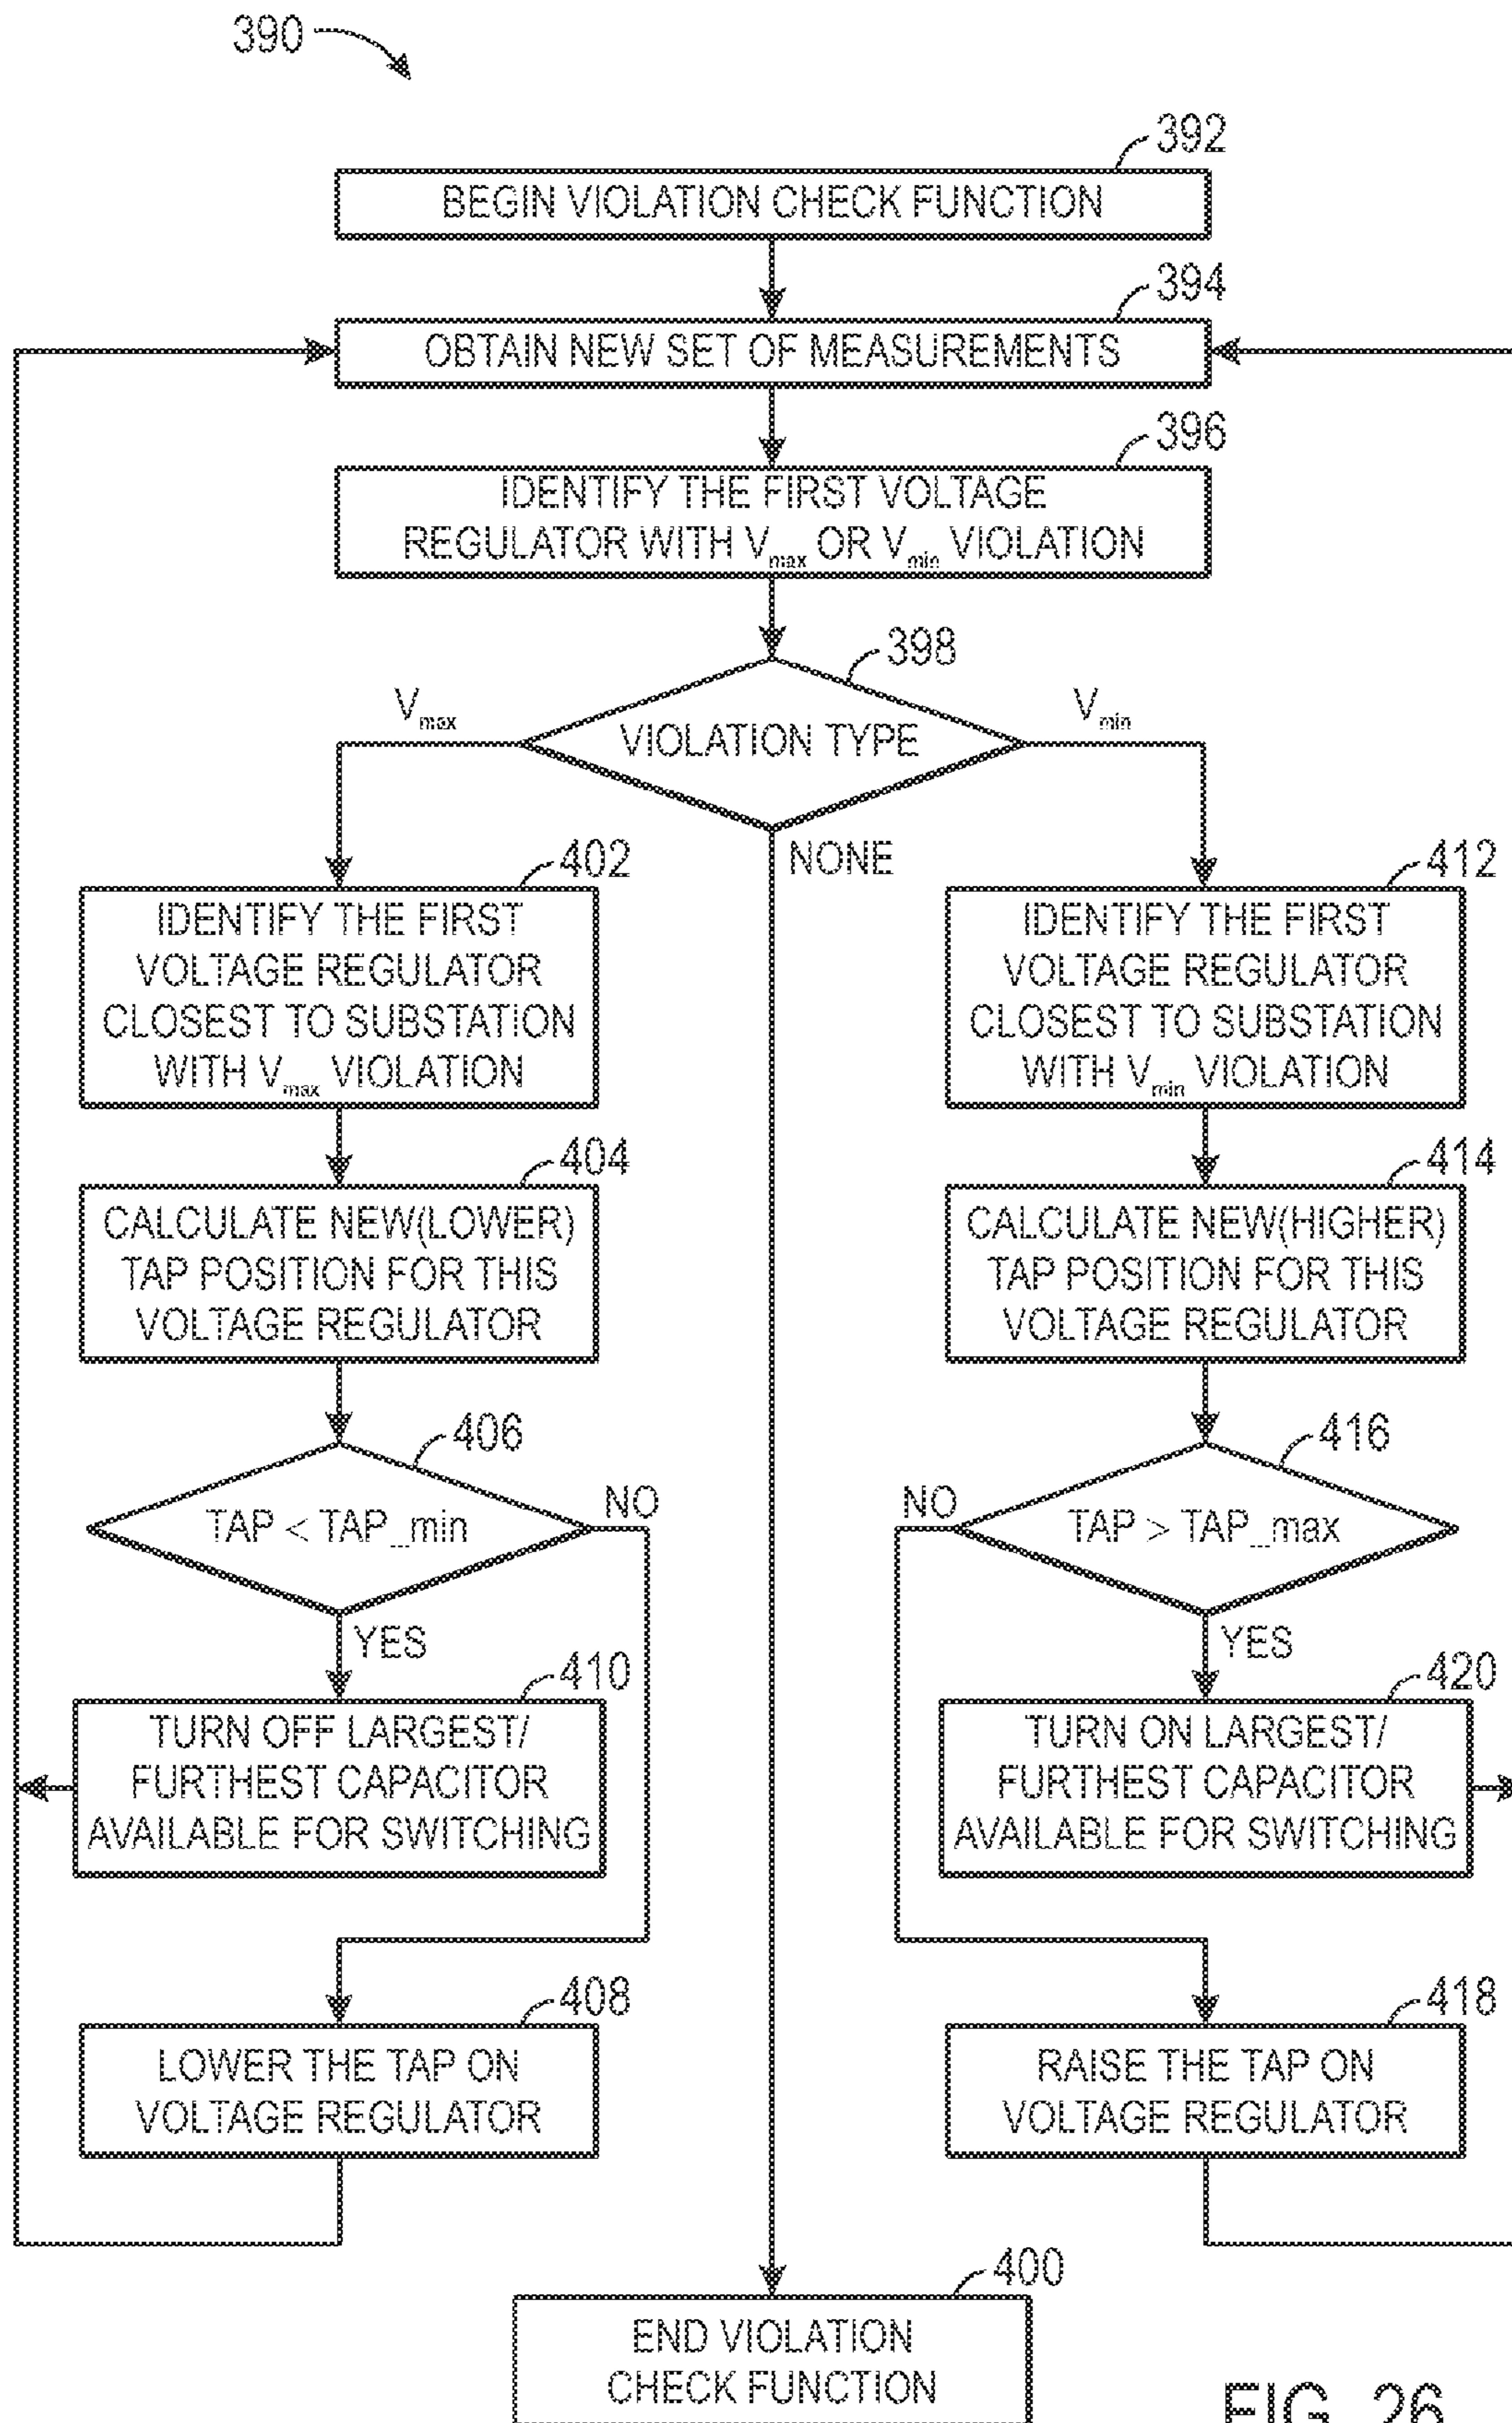 390
392
BEGIN VIOLATION CHECK FUNCTION
394
OBTAIN NEW SET OF MEASUREMENTS
396
IDENTIFY THE FIRST VOLTAGE
REGULATOR WITH Vmax OR Vmin VIOLATION
398
Vmax
VIOLATION TYPE
Vmin
NONE
402
IDENTIFY THE FIRST
VOLTAGE REGULATOR
CLOSEST TO SUBSTATION
WITH Vmax VIOLATION
412
IDENTIFY THE FIRST
VOLTAGE REGULATOR
CLOSEST TO SUBSTATION
WITH Vmin VIOLATION
404
CALCULATE NEW(LOWER)
TAP POSITION FOR THIS
VOLTAGE REGULATOR
414
CALCULATE NEW(HIGHER)
TAP POSITION FOR THIS
VOLTAGE REGULATOR
406
TAP < TAP_min
NO
YES
416
NO
TAP > TAP_max
YES
410
TURN OFF LARGEST/
FURTHEST CAPACITOR
AVAILABLE FOR SWITCHING
420
TURN ON LARGEST/
FURTHEST CAPACITOR
AVAILABLE FOR SWITCHING
408
LOWER THE TAP ON
VOLTAGE REGULATOR
418
RAISE THE TAP ON
VOLTAGE REGULATOR
400
END VIOLATION
CHECK FUNCTION
FIG. 26